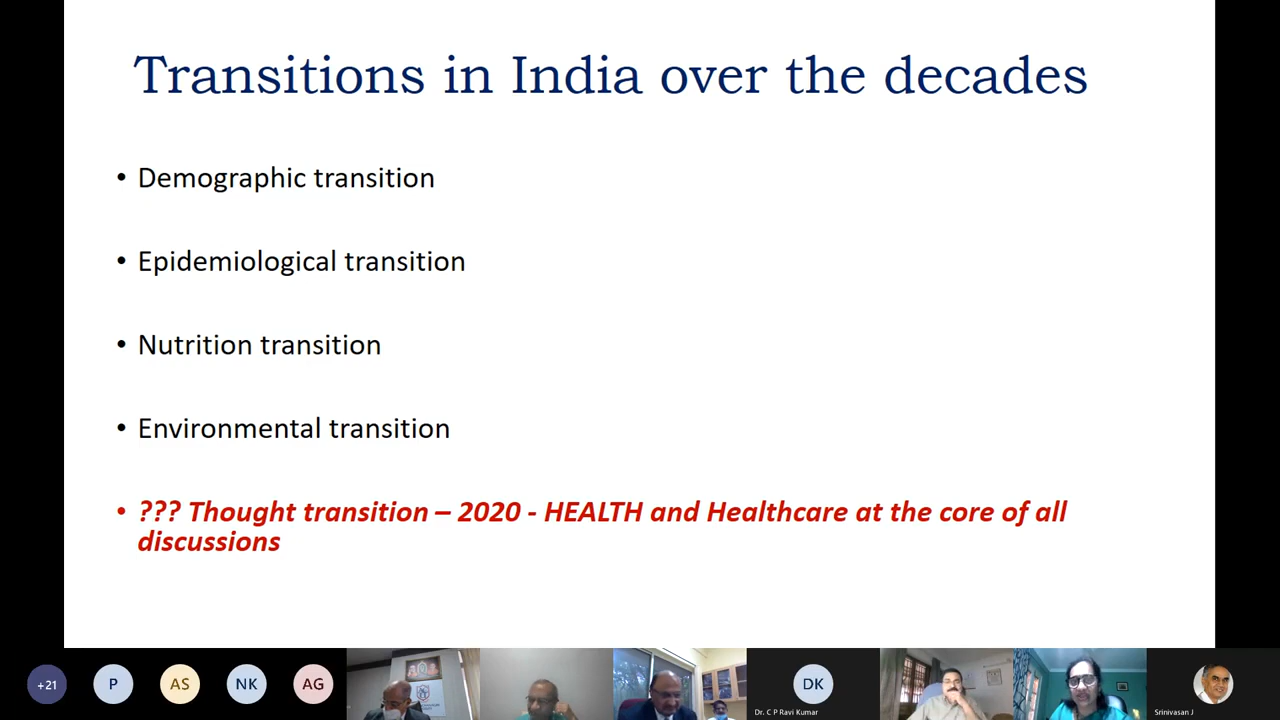 Transitions in India over the decades
• Demographic transition
• Epidemiological transition
• Nutrition transition
• Environmental transition
• ??? Thought transition – 2020 - HEALTH and Healthcare at the core of all
discussions
+21
P
AS
NK
AG
DK
Dr. C P Ravi Kumar
Srinivasan J